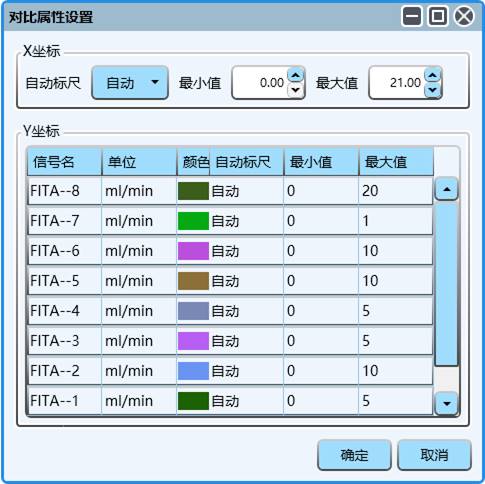 对比属性设置
X坐标
自动标尺 自动 最小值 0.00 最大值 21.00
Y坐标
信号名 单位 颜色 自动标尺 最小值 最大值
FITA--8 ml/min 自动 0 20
FITA--7 ml/min 自动 0 1
FITA--6 ml/min 自动 0 10
FITA--5 ml/min 自动 0 10
FITA--4 ml/min 自动 0 5
FITA--3 ml/min 自动 0 5
FITA--2 ml/min 自动 0 10
FITA--1 ml/min 自动 0 5
确定 取消